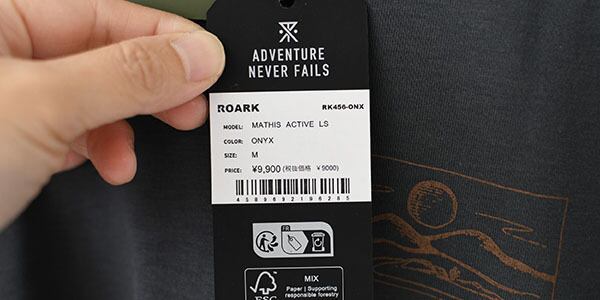 ADVENTURE
NEVER FAILS
ROARK RK456-ONX
MODEL: MATHIS ACTIVE LS
COLOR: ONYX
SIZE: M
PRICE: ¥9,900 (税抜価格 ¥9000)
4589692196285
FR
FSC
MIX
Paper | Supporting
responsible forestry